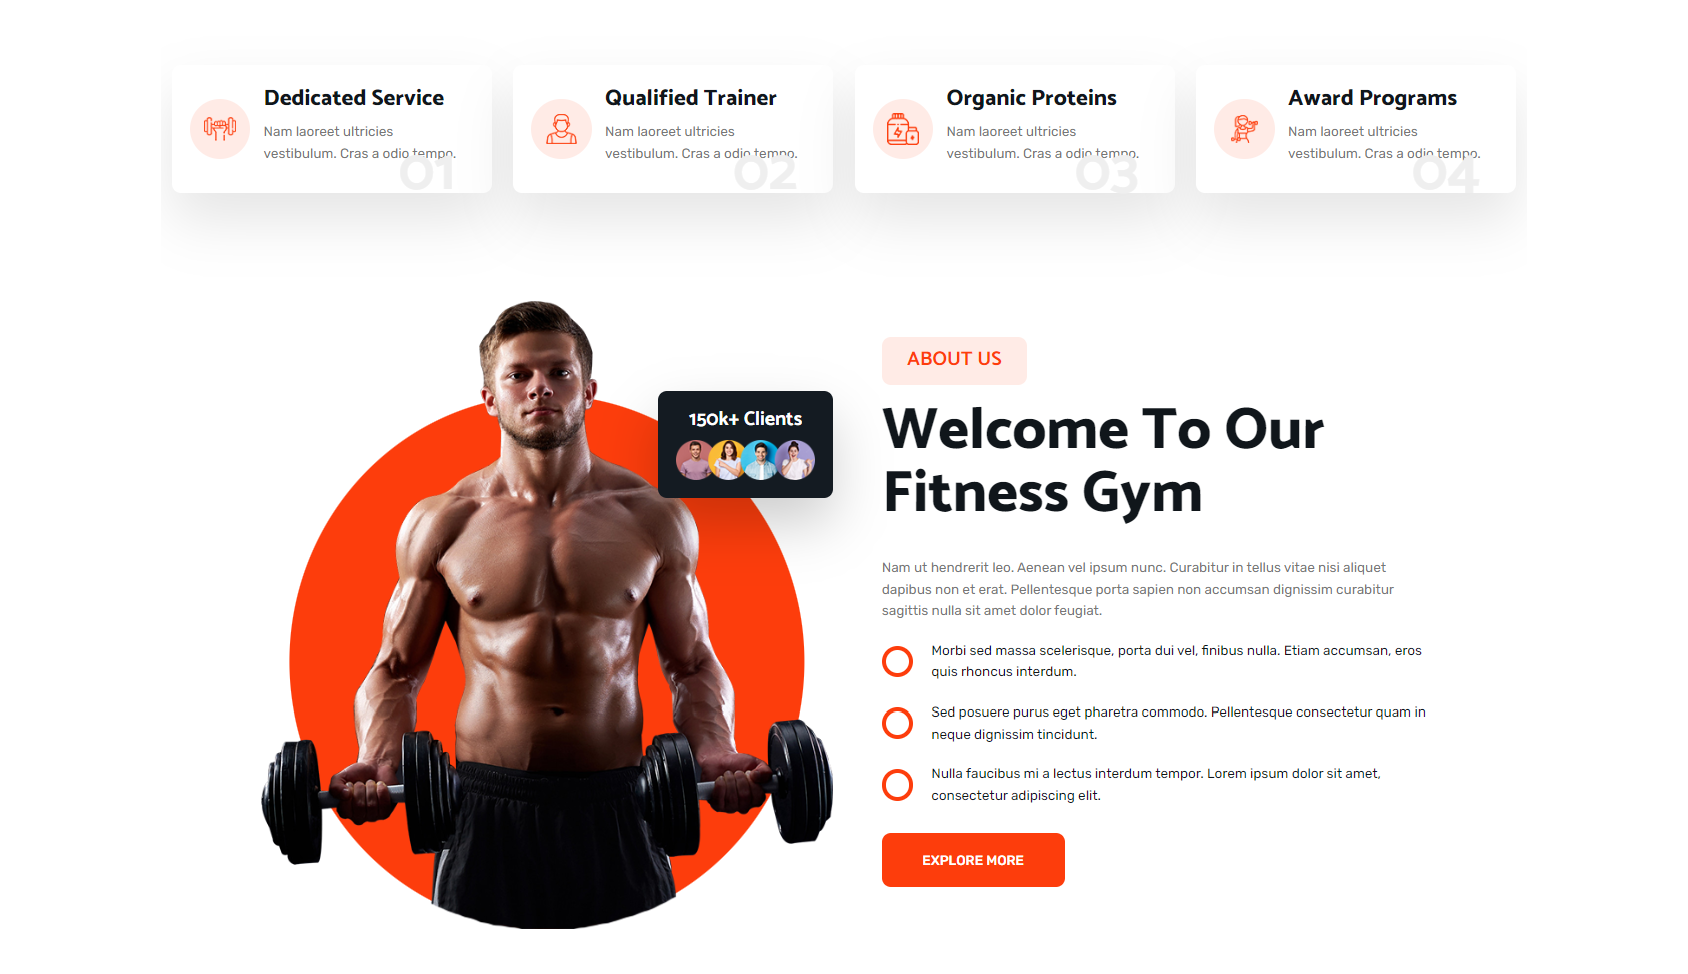 Dedicated Service
Nam laoreet ultricies
vestibulum. Cras a odio tempo.
01
Qualified Trainer
Nam laoreet ultricies
vestibulum. Cras a odio tempo.
02
Organic Proteins
Nam laoreet ultricies
vestibulum. Cras a odio tempo.
03
Award Programs
Nam laoreet ultricies
vestibulum. Cras a odio tempo.
04
150k+ Clients
ABOUT US
Welcome To Our
Fitness Gym
Nam ut hendrerit leo. Aenean vel ipsum nunc. Curabitur in tellus vitae nisi aliquet
dapibus non et erat. Pellentesque porta sapien non accumsan dignissim curabitur
sagittis nulla sit amet dolor feugiat.
Morbi sed massa scelerisque, porta dui vel, finibus nulla. Etiam accumsan, eros
quis rhoncus interdum.
Sed posuere purus eget pharetra commodo. Pellentesque consectetur quam in
neque dignissim tincidunt.
Nulla faucibus mi a lectus interdum tempor. Lorem ipsum dolor sit amet,
consectetur adipiscing elit.
EXPLORE MORE